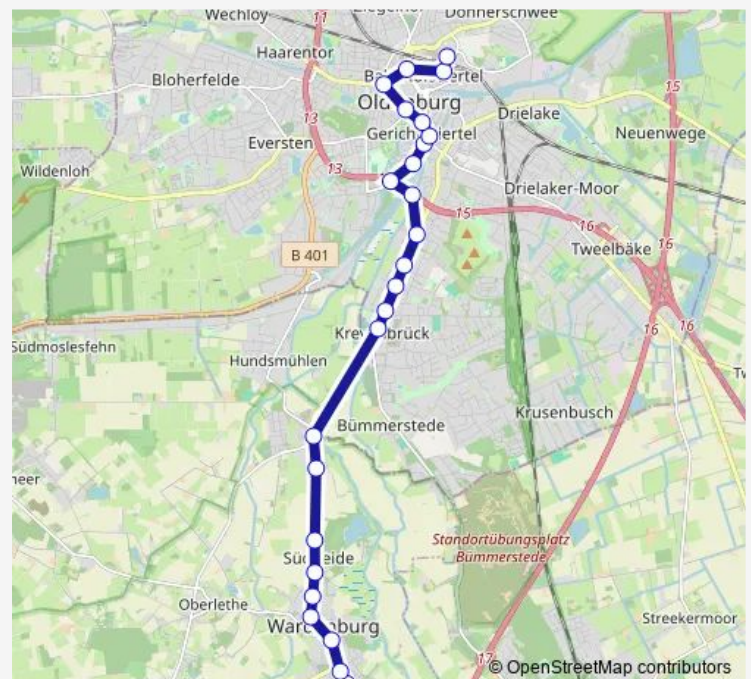 Wechloy
Donnerschwee
11
Haarentor
15
Bloherfelde
13
Drielake
Neuenwege
Eversten
Wildenloh
13
Drielaker-Moor
15
16
Tweelbäke
B 401
16
16
16
Südmoslesfehn
Hundsmühlen
Krusenbusch
Bümmerstede
Standortübungsplatz
Bümmerstede
Oberlethe
Streekermoor
17
© OpenStreetMap contributors